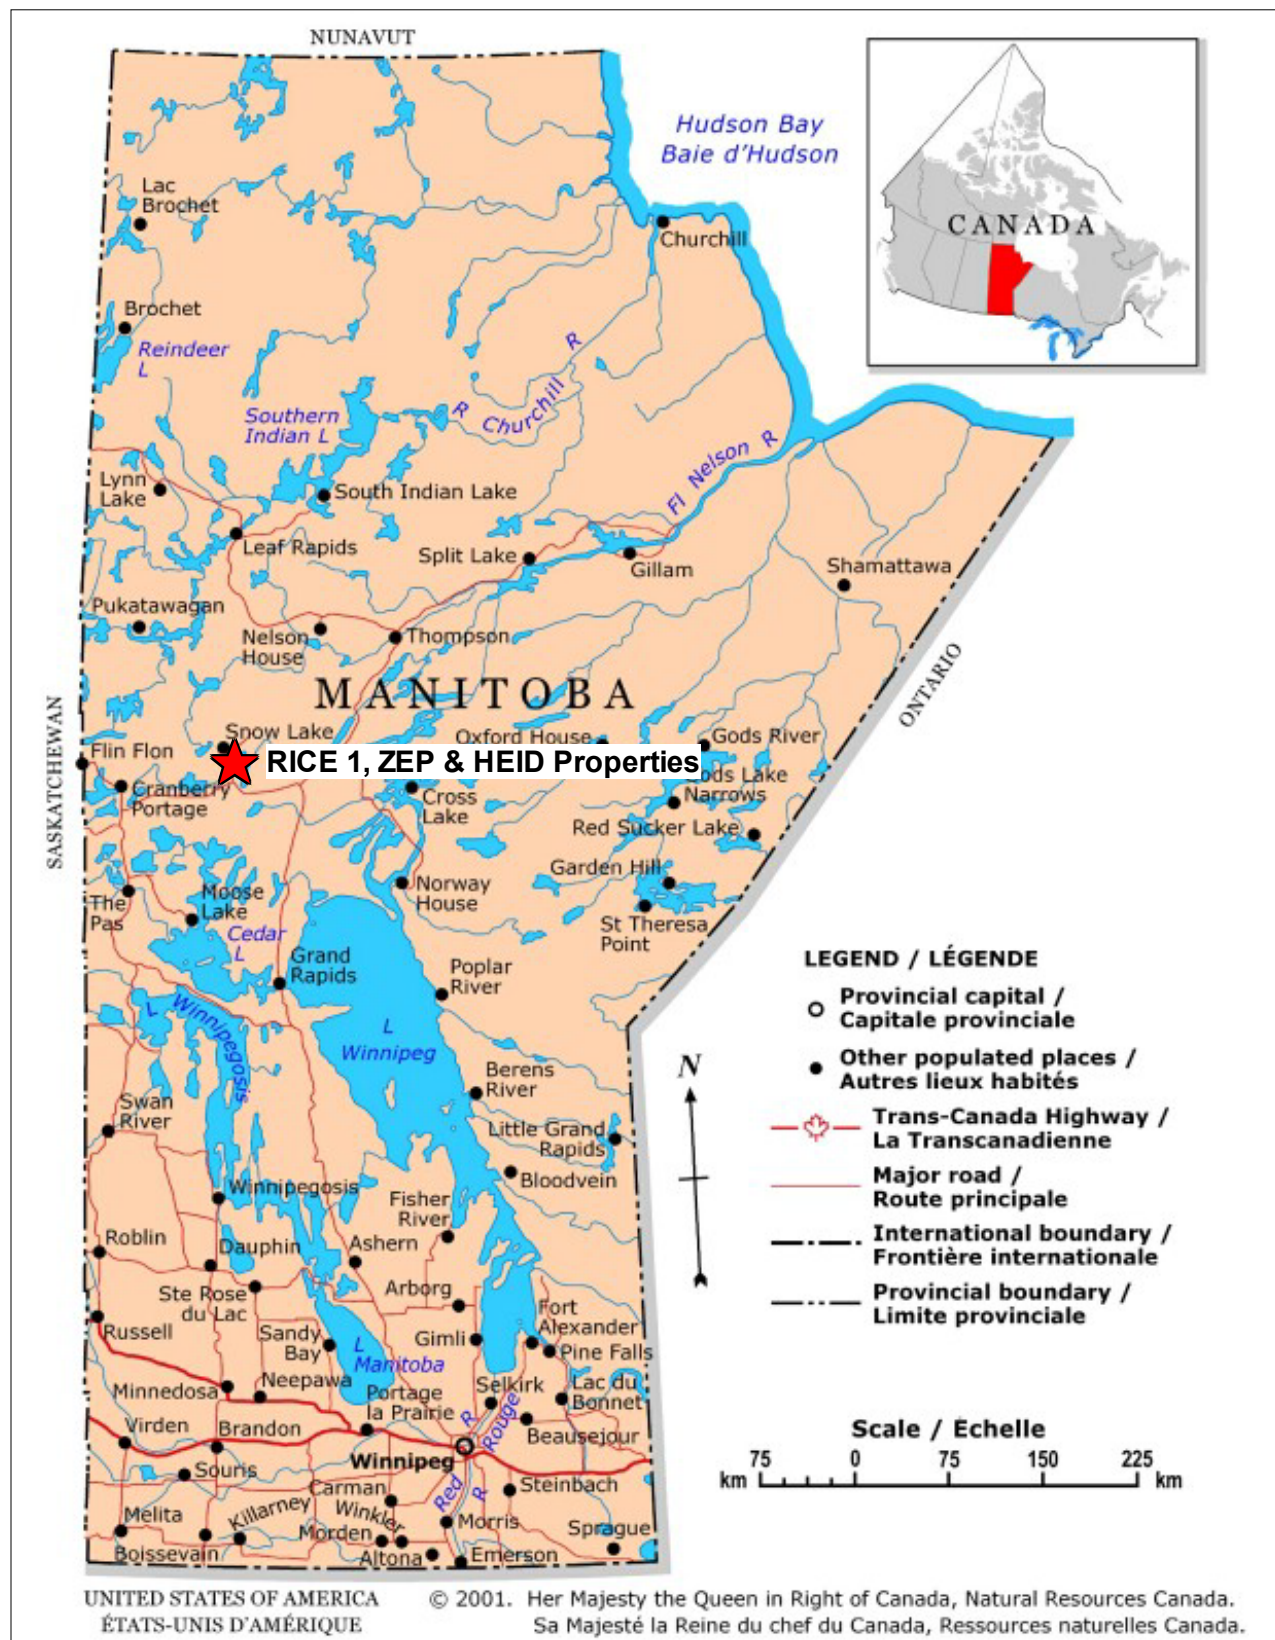 NUNAVUT
Hudson Bay
Baie d'Hudson
CANADA
Lac
Brochet
Churchill
Brochet
Reindeer
L
Southern
Indian L
R Churchill R
Fl Nelson R
Lynn
Lake
South Indian Lake
Leaf Rapids
Split Lake
Gillam
Shamattawa
Pukatawagan
Nelson
House
Thompson
MANITOBA
ONTARIO
SASKATCHEWAN
Snow Lake
Oxford House
Gods River
Flin Flon
RICE 1, ZEP & HEID Properties
Cranberry
Portage
Cross
Lake
Lake
Narrows
Red Sucker Lake
Garden Hill
Norway
House
The
Pas
Moose
Lake
St Theresa
Point
Cedar
L
Grand
Rapids
Poplar
River
L Winnipegosis
L
Winnipeg
LEGEND / LÉGENDE
Provincial capital /
Capitale provinciale
Other populated places /
Autres lieux habités
Trans-Canada Highway /
La Transcanadienne
Major road /
Route principale
International boundary /
Frontière internationale
Provincial boundary /
Limite provinciale
N
Berens
River
Swan
River
Little Grand
Rapids
Bloodvein
Winnipegosis
Fisher
River
Roblin
Dauphin
Ashern
Ste Rose
du Lac
Arborg
Fort
Alexander
Russell
Sandy
Bay
Gimli
Pine Falls
L
Manitoba
Minnedosa
Neepawa
Portage
la Prairie
Selkirk
Lac du
Bonnet
R Rouge
Virden
Brandon
Beausejour
Winnipeg
Scale / Échelle
75 0 75 150 225
km km
Souris
Carman
Red R
Steinbach
Melita
Killarney
Winkler
Morden
Morris
Sprague
Boissevain
Altona
Emerson
UNITED STATES OF AMERICA
ÉTATS-UNIS D'AMÉRIQUE
© 2001. Her Majesty the Queen in Right of Canada, Natural Resources Canada.
Sa Majesté la Reine du chef du Canada, Ressources naturelles Canada.